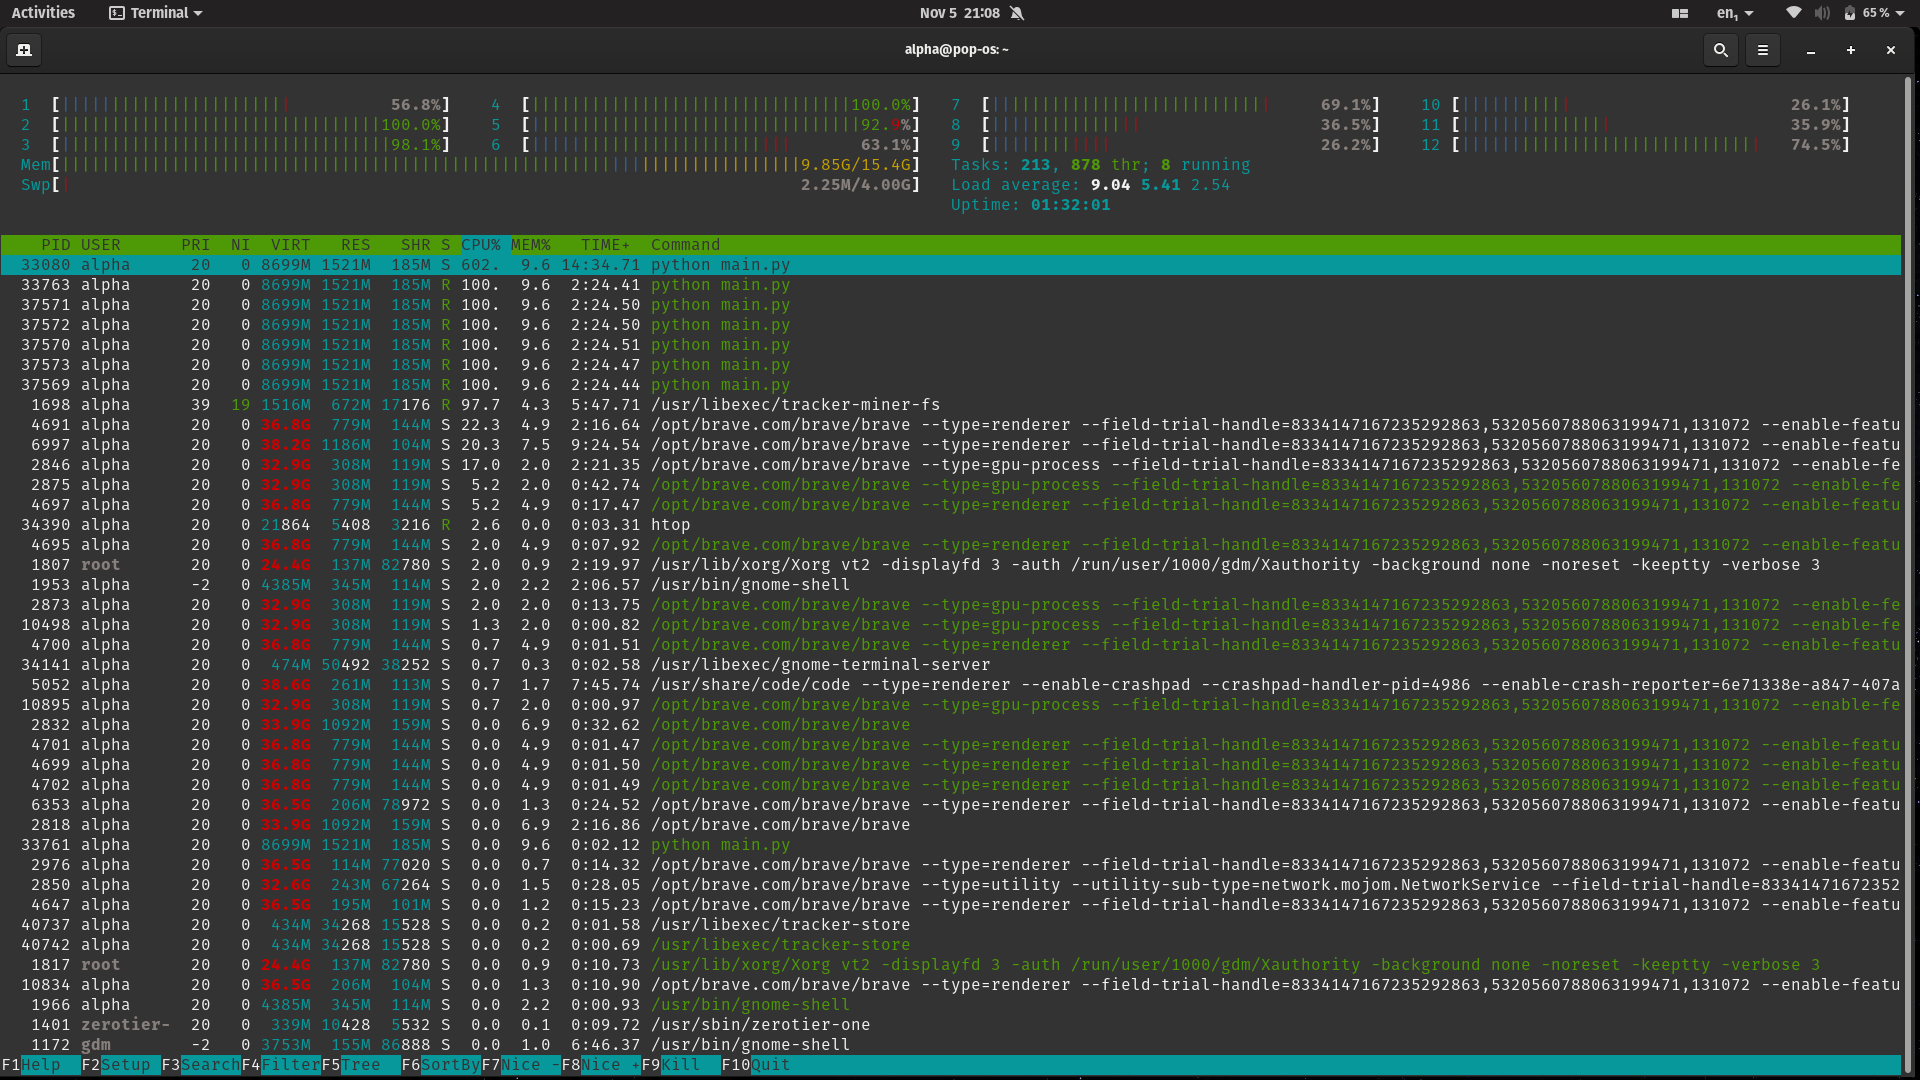 Activities Terminal Nov 5 21:08 en₁ 65 %
alpha@pop-os: ~
1 [ 56.8%] 4 [ 100.0%] 7 [ 69.1%] 10 [ 26.1%]
2 [ 100.0%] 5 [ 92.9%] 8 [ 36.5%] 11 [ 35.9%]
3 [ 98.1%] 6 [ 63.1%] 9 [ 26.2%] 12 [ 74.5%]
Mem[ 9.85G/15.4G] Tasks: 213, 878 thr; 8 running
Swp[ 2.25M/4.00G] Load average: 9.04 5.41 2.54
Uptime: 01:32:01
PID USER PRI NI VIRT RES SHR S CPU% MEM% TIME+ Command
33080 alpha 20 0 8699M 1521M 185M S 602. 9.6 14:34.71 python main.py
33763 alpha 20 0 8699M 1521M 185M R 100. 9.6 2:24.41 python main.py
37571 alpha 20 0 8699M 1521M 185M R 100. 9.6 2:24.50 python main.py
37572 alpha 20 0 8699M 1521M 185M R 100. 9.6 2:24.50 python main.py
37570 alpha 20 0 8699M 1521M 185M R 100. 9.6 2:24.51 python main.py
37573 alpha 20 0 8699M 1521M 185M R 100. 9.6 2:24.47 python main.py
37569 alpha 20 0 8699M 1521M 185M R 100. 9.6 2:24.44 python main.py
1698 alpha 39 19 1516M 672M 17176 R 97.7 4.3 5:47.71 /usr/libexec/tracker-miner-fs
4691 alpha 20 0 36.8G 779M 144M S 22.3 4.9 2:16.64 /opt/brave.com/brave/brave --type=renderer --field-trial-handle=8334147167235292863,5320560788063199471,131072 --enable-featu
6997 alpha 20 0 38.2G 1186M 104M S 20.3 7.5 9:24.54 /opt/brave.com/brave/brave --type=renderer --field-trial-handle=8334147167235292863,5320560788063199471,131072 --enable-featu
2846 alpha 20 0 32.9G 308M 119M S 17.0 2.0 2:21.35 /opt/brave.com/brave/brave --type=gpu-process --field-trial-handle=8334147167235292863,5320560788063199471,131072 --enable-fe
2875 alpha 20 0 32.9G 308M 119M S 5.2 2.0 0:42.74 /opt/brave.com/brave/brave --type=gpu-process --field-trial-handle=8334147167235292863,5320560788063199471,131072 --enable-fe
4697 alpha 20 0 36.8G 779M 144M S 5.2 4.9 0:17.47 /opt/brave.com/brave/brave --type=renderer --field-trial-handle=8334147167235292863,5320560788063199471,131072 --enable-featu
34390 alpha 20 0 21864 5408 3216 R 2.6 0.0 0:03.31 htop
4695 alpha 20 0 36.8G 779M 144M S 2.0 4.9 0:07.92 /opt/brave.com/brave/brave --type=renderer --field-trial-handle=8334147167235292863,5320560788063199471,131072 --enable-featu
1807 root 20 0 24.4G 137M 82780 S 2.0 0.9 2:19.97 /usr/lib/xorg/Xorg vt2 -displayfd 3 -auth /run/user/1000/gdm/Xauthority -background none -noreset -keeptty -verbose 3
1953 alpha -2 0 4385M 345M 114M S 2.0 2.2 2:06.57 /usr/bin/gnome-shell
2873 alpha 20 0 32.9G 308M 119M S 2.0 2.0 0:13.75 /opt/brave.com/brave/brave --type=gpu-process --field-trial-handle=8334147167235292863,5320560788063199471,131072 --enable-fe
10498 alpha 20 0 32.9G 308M 119M S 1.3 2.0 0:00.82 /opt/brave.com/brave/brave --type=gpu-process --field-trial-handle=8334147167235292863,5320560788063199471,131072 --enable-fe
4700 alpha 20 0 36.8G 779M 144M S 0.7 4.9 0:01.51 /opt/brave.com/brave/brave --type=renderer --field-trial-handle=8334147167235292863,5320560788063199471,131072 --enable-featu
34141 alpha 20 0 474M 50492 38252 S 0.7 0.3 0:02.58 /usr/libexec/gnome-terminal-server
5052 alpha 20 0 38.6G 261M 113M S 0.7 1.7 7:45.74 /usr/share/code/code --type=renderer --enable-crashpad --crashpad-handler-pid=4986 --enable-crash-reporter=6e71338e-a847-407a
10895 alpha 20 0 32.9G 308M 119M S 0.7 2.0 0:00.97 /opt/brave.com/brave/brave --type=gpu-process --field-trial-handle=8334147167235292863,5320560788063199471,131072 --enable-fe
2832 alpha 20 0 33.9G 1092M 159M S 0.0 6.9 0:32.62 /opt/brave.com/brave/brave
4701 alpha 20 0 36.8G 779M 144M S 0.0 4.9 0:01.47 /opt/brave.com/brave/brave --type=renderer --field-trial-handle=8334147167235292863,5320560788063199471,131072 --enable-featu
4699 alpha 20 0 36.8G 779M 144M S 0.0 4.9 0:01.50 /opt/brave.com/brave/brave --type=renderer --field-trial-handle=8334147167235292863,5320560788063199471,131072 --enable-featu
4702 alpha 20 0 36.8G 779M 144M S 0.0 4.9 0:01.49 /opt/brave.com/brave/brave --type=renderer --field-trial-handle=8334147167235292863,5320560788063199471,131072 --enable-featu
6353 alpha 20 0 36.5G 206M 78972 S 0.0 1.3 0:24.52 /opt/brave.com/brave/brave --type=renderer --field-trial-handle=8334147167235292863,5320560788063199471,131072 --enable-featu
2818 alpha 20 0 33.9G 1092M 159M S 0.0 6.9 2:16.86 /opt/brave.com/brave/brave
33761 alpha 20 0 8699M 1521M 185M S 0.0 9.6 0:02.12 python main.py
2976 alpha 20 0 36.5G 114M 77020 S 0.0 0.7 0:14.32 /opt/brave.com/brave/brave --type=renderer --field-trial-handle=8334147167235292863,5320560788063199471,131072 --enable-featu
2850 alpha 20 0 32.6G 243M 67264 S 0.0 1.5 0:28.05 /opt/brave.com/brave/brave --type=utility --utility-sub-type=network.mojom.NetworkService --field-trial-handle=83341471672352
4647 alpha 20 0 36.5G 195M 101M S 0.0 1.2 0:15.23 /opt/brave.com/brave/brave --type=renderer --field-trial-handle=8334147167235292863,5320560788063199471,131072 --enable-featu
40737 alpha 20 0 434M 34268 15528 S 0.0 0.2 0:01.58 /usr/libexec/tracker-store
40742 alpha 20 0 434M 34268 15528 S 0.0 0.2 0:00.69 /usr/libexec/tracker-store
1817 root 20 0 24.4G 137M 82780 S 0.0 0.9 0:10.73 /usr/lib/xorg/Xorg vt2 -displayfd 3 -auth /run/user/1000/gdm/Xauthority -background none -noreset -keeptty -verbose 3
10834 alpha 20 0 36.5G 206M 104M S 0.0 1.3 0:10.90 /opt/brave.com/brave/brave --type=renderer --field-trial-handle=8334147167235292863,5320560788063199471,131072 --enable-featu
1966 alpha 20 0 4385M 345M 114M S 0.0 2.2 0:00.93 /usr/bin/gnome-shell
1401 zerotier- 20 0 339M 10428 5532 S 0.0 0.1 0:09.72 /usr/sbin/zerotier-one
1172 gdm -2 0 3753M 155M 86888 S 0.0 1.0 6:46.37 /usr/bin/gnome-shell
F1Help F2Setup F3SearchF4FilterF5Tree F6SortByF7Nice -F8Nice +F9Kill F10Quit